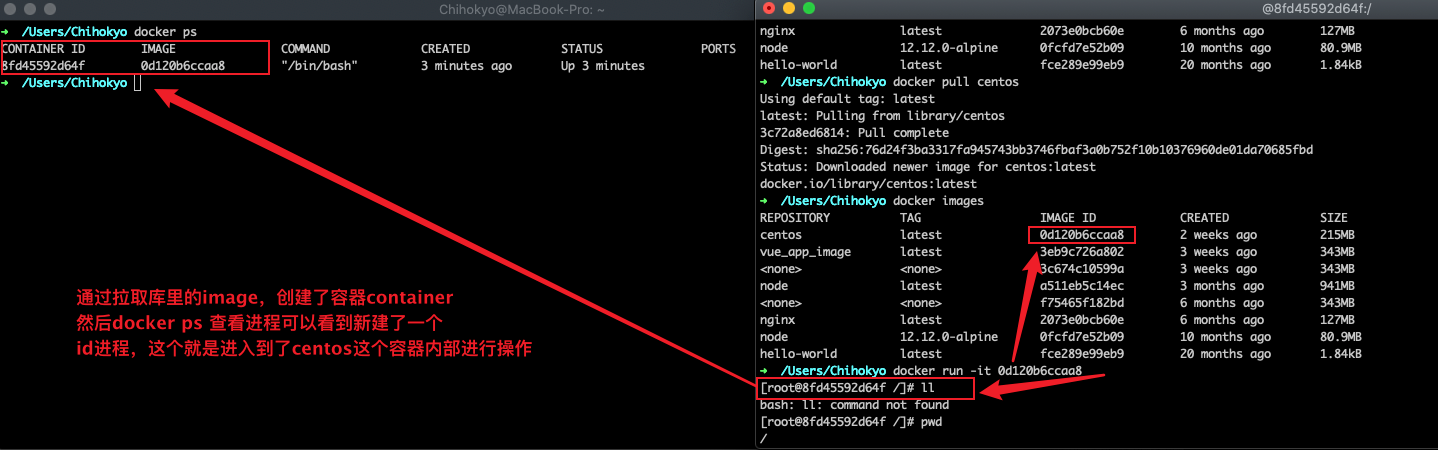 Chihokyo@MacBook-Pro: ~
➜ /Users/Chihokyo docker ps
CONTAINER ID IMAGE COMMAND CREATED STATUS PORTS
8fd45592d64f 0d120b6ccaa8 "/bin/bash" 3 minutes ago Up 3 minutes
➜ /Users/Chihokyo
通过拉取库里的image，创建了容器container
然后docker ps 查看进程可以看到新建了一个
id进程，这个就是进入到了centos这个容器内部进行操作
@8fd45592d64f:/
nginx latest 2073e0bcb60e 6 months ago 127MB
node 12.12.0-alpine 0fcfd7e52b09 10 months ago 80.9MB
hello-world latest fce289e99eb9 20 months ago 1.84kB
➜ /Users/Chihokyo docker pull centos
Using default tag: latest
latest: Pulling from library/centos
3c72a8ed6814: Pull complete
Digest: sha256:76d24f3ba3317fa945743bb3746fbaf3a0b752f10b10376960de01da70685fbd
Status: Downloaded newer image for centos:latest
docker.io/library/centos:latest
➜ /Users/Chihokyo docker images
REPOSITORY TAG IMAGE ID CREATED SIZE
centos latest 0d120b6ccaa8 2 weeks ago 215MB
vue_app_image latest 3eb9c726a802 3 weeks ago 343MB
<none> <none> 3c674c10599a 3 weeks ago 343MB
node latest a511eb5c14ec 3 months ago 941MB
<none> <none> f75465f182bd 6 months ago 343MB
nginx latest 2073e0bcb60e 6 months ago 127MB
node 12.12.0-alpine 0fcfd7e52b09 10 months ago 80.9MB
hello-world latest fce289e99eb9 20 months ago 1.84kB
➜ /Users/Chihokyo docker run -it 0d120b6ccaa8
[root@8fd45592d64f /]# ll
bash: ll: command not found
[root@8fd45592d64f /]# pwd
/